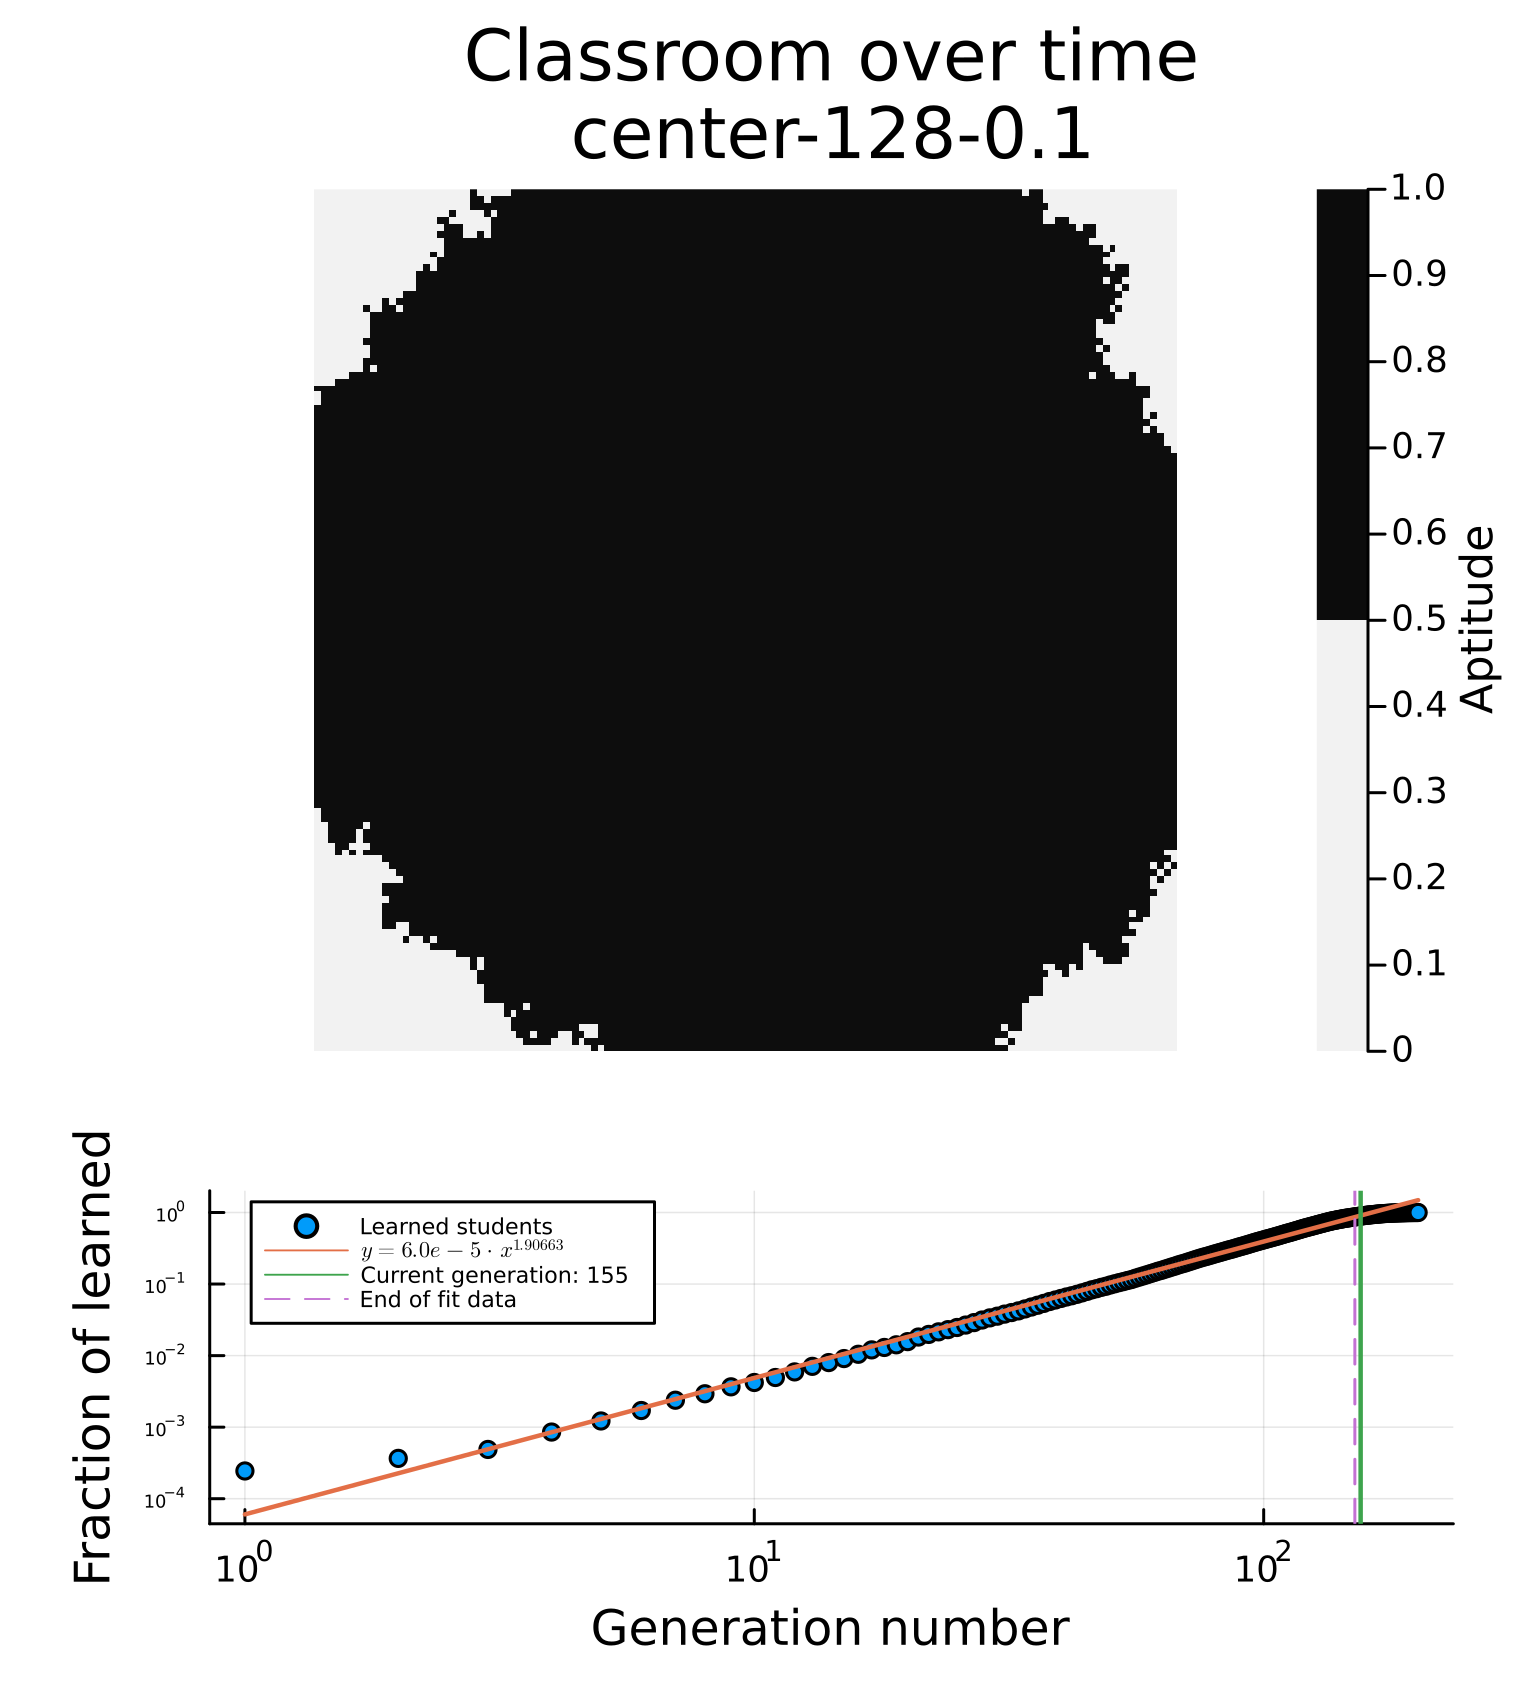 Classroom over time
center-128-0.1
1.0
0.9
0.8
0.7
0.6
0.5
0.4
0.3
0.2
0.1
0
Aptitude
Fraction of learned
10^0
10^-1
10^-2
10^-3
10^-4
Learned students
y = 6.0e − 5 · x^1.90663
Current generation: 155
End of fit data
10^0
10^1
10^2
Generation number